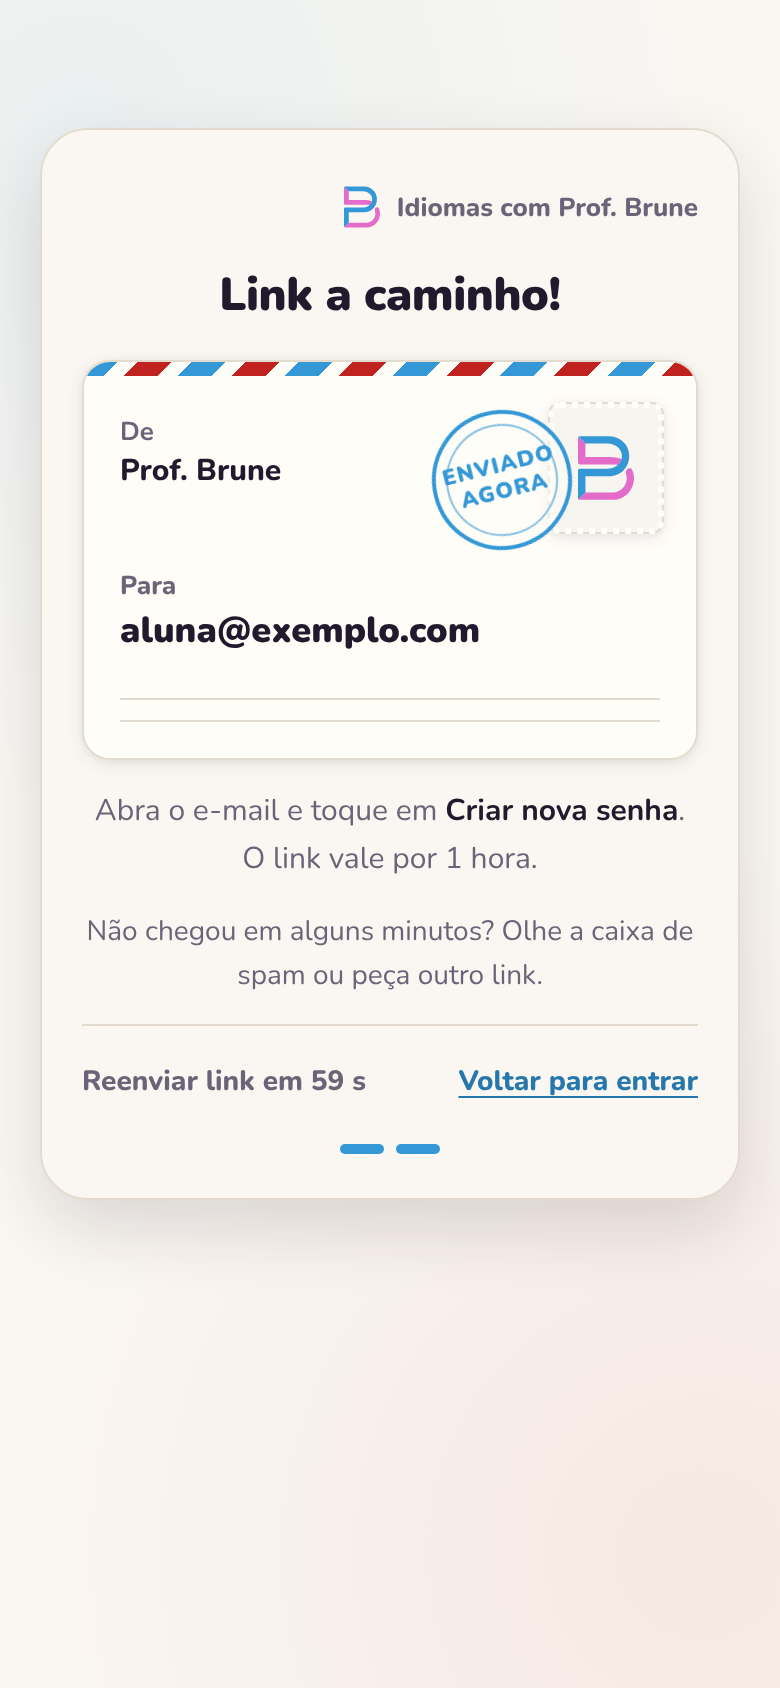 Idiomas com Prof. Brune
Link a caminho!
De
Prof. Brune
ENVIADO
AGORA
Para
aluna@exemplo.com
Abra o e-mail e toque em Criar nova senha.
O link vale por 1 hora.
Não chegou em alguns minutos? Olhe a caixa de
spam ou peça outro link.
Reenviar link em 59 s
Voltar para entrar